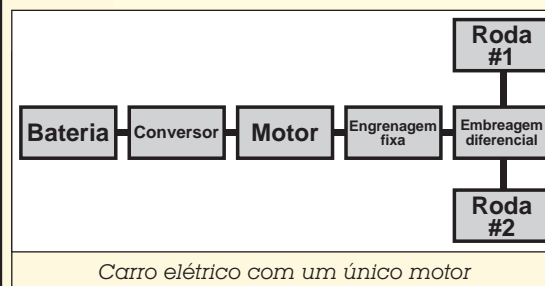 Roda
#1
Bateria
Conversor
Motor
Engrenagem
fixa
Embreagem
diferencial
Roda
#2
Carro elétrico com um único motor